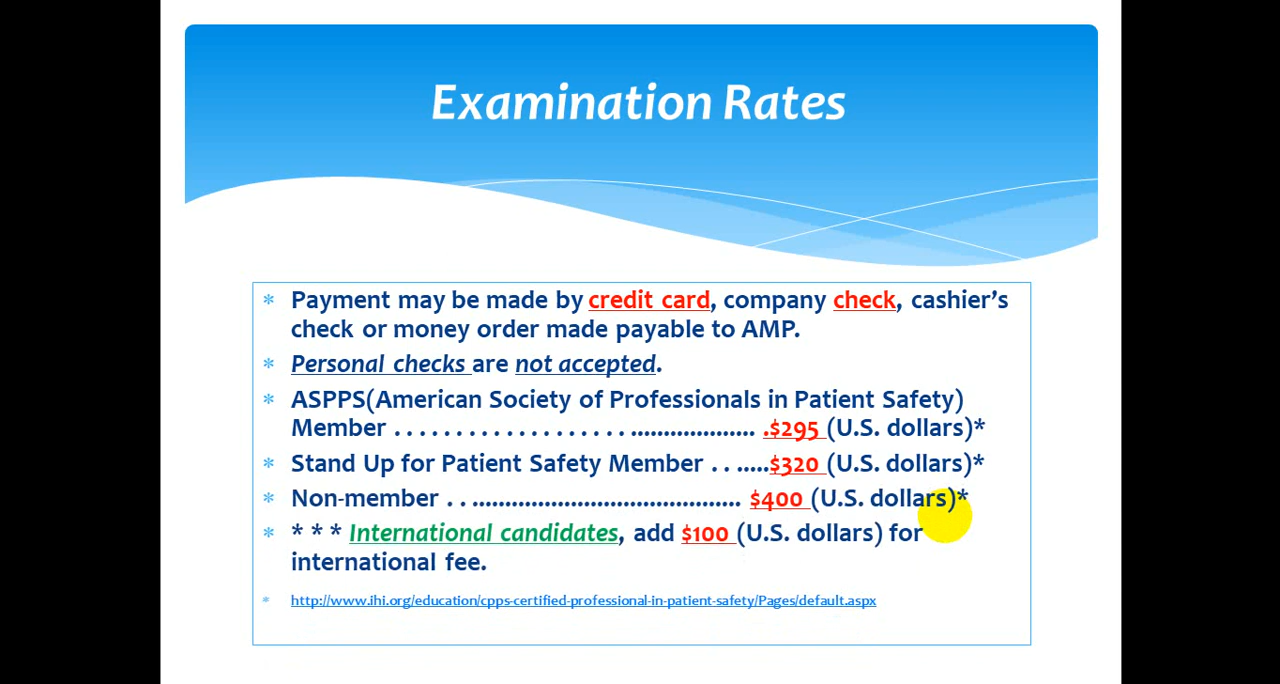 Examination Rates
* Payment may be made by credit card, company check, cashier's
check or money order made payable to AMP.
* Personal checks are not accepted.
* ASPPS(American Society of Professionals in Patient Safety)
Member . . . . . . . . . . . . . . . . . . . ................... .$295 (U.S. dollars)*
* Stand Up for Patient Safety Member . . .....$320 (U.S. dollars)*
* Non-member . . ......................................... $400 (U.S. dollars)*
* * * * International candidates, add $100 (U.S. dollars) for
international fee.
* http://www.ihi.org/education/cpps-certified-professional-in-patient-safety/Pages/default.aspx